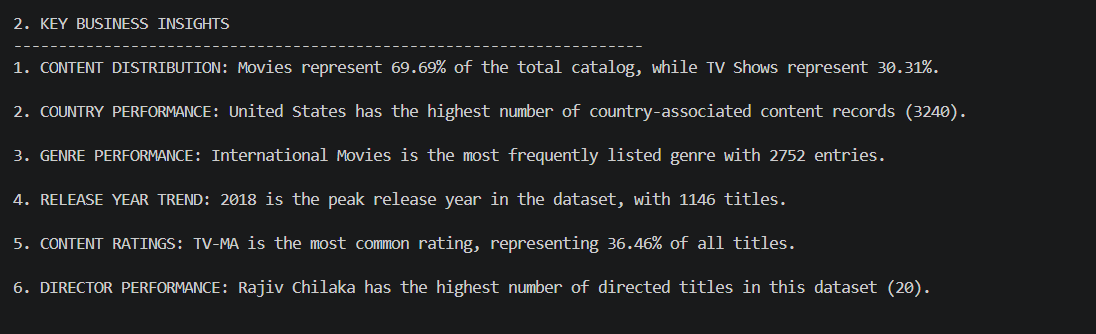 2. KEY BUSINESS INSIGHTS
----------------------------------------------------------------------
1. CONTENT DISTRIBUTION: Movies represent 69.69% of the total catalog, while TV Shows represent 30.31%.
2. COUNTRY PERFORMANCE: United States has the highest number of country-associated content records (3240).
3. GENRE PERFORMANCE: International Movies is the most frequently listed genre with 2752 entries.
4. RELEASE YEAR TREND: 2018 is the peak release year in the dataset, with 1146 titles.
5. CONTENT RATINGS: TV-MA is the most common rating, representing 36.46% of all titles.
6. DIRECTOR PERFORMANCE: Rajiv Chilaka has the highest number of directed titles in this dataset (20).